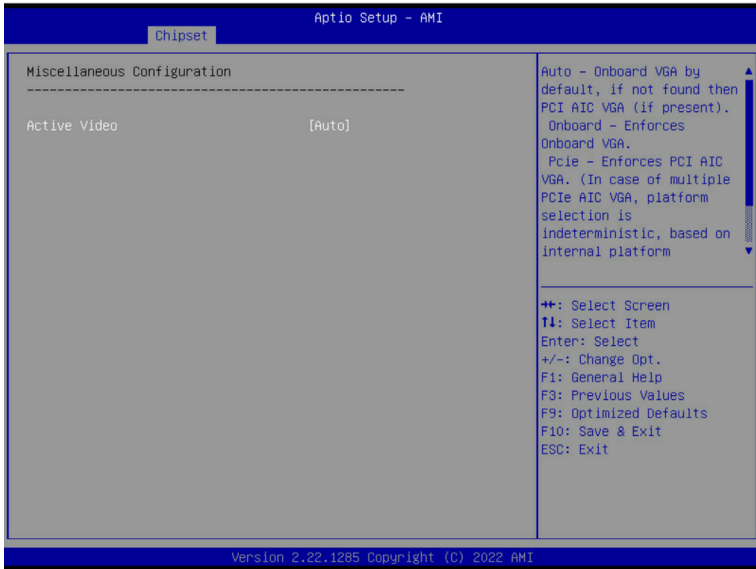 Aptio Setup – AMI
Chipset
Miscellaneous Configuration
--------------------------------------------------
Active Video [Auto]
Auto – Onboard VGA by
default, if not found then
PCI AIC VGA (if present).
Onboard – Enforces
Onboard VGA.
Pcie – Enforces PCI AIC
VGA. (In case of multiple
PCIe AIC VGA, platform
selection is
indeterministic, based on
internal platform
→←: Select Screen
↑↓: Select Item
Enter: Select
+/-: Change Opt.
F1: General Help
F3: Previous Values
F9: Optimized Defaults
F10: Save & Exit
ESC: Exit
Version 2.22.1285 Copyright (C) 2022 AMI